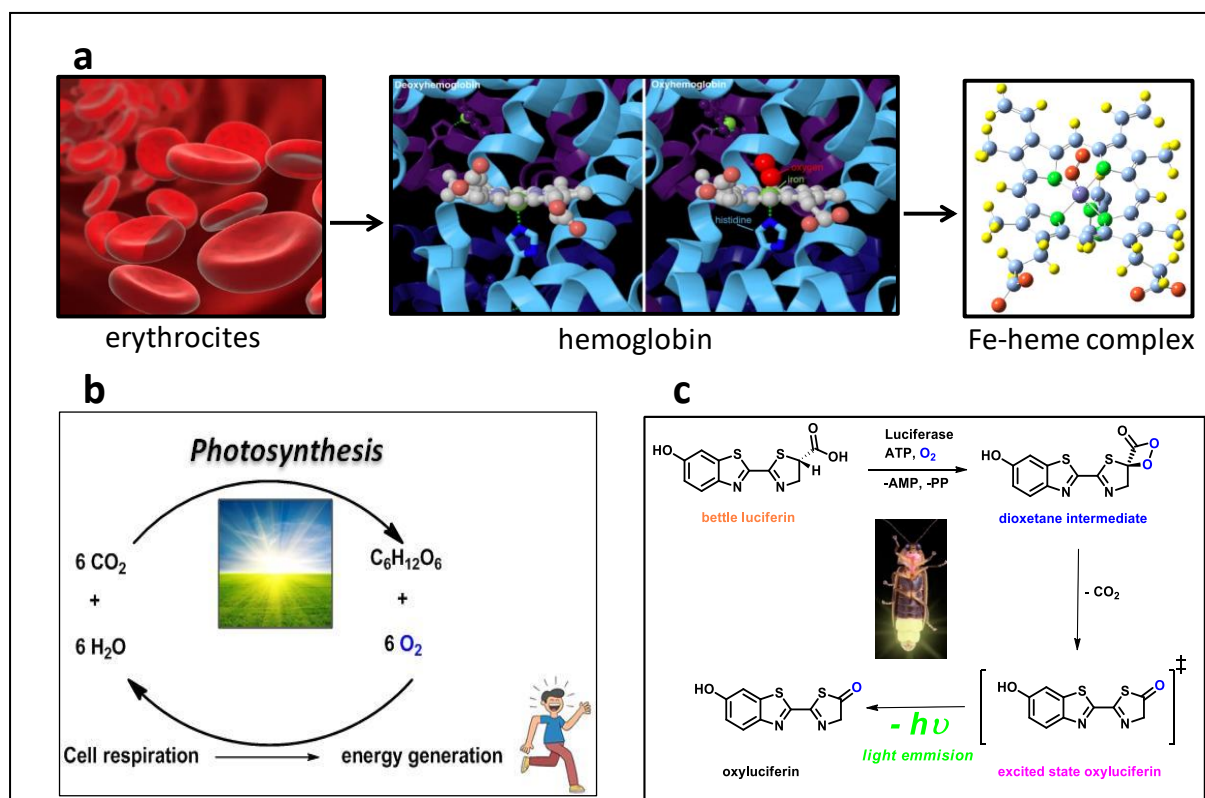 a
Deoxyhemoglobin
Oxyhemoglobin
oxygen
iron
histidine
erythrocytes
hemoglobin
Fe-heme complex
b
Photosynthesis
6 CO2
+
6 H2O
C6H12O6
+
6 O2
Cell respiration
energy generation
c
HO
S
N
S
N
H
O
OH
bettle luciferin
Luciferase
ATP, O2
-AMP, -PP
HO
S
N
S
N
O
O
O
dioxetane intermediate
- CO2
HO
S
N
S
N
O
‡
excited state oxyluciferin
- hυ
light emmision
HO
S
N
S
N
O
oxyluciferin